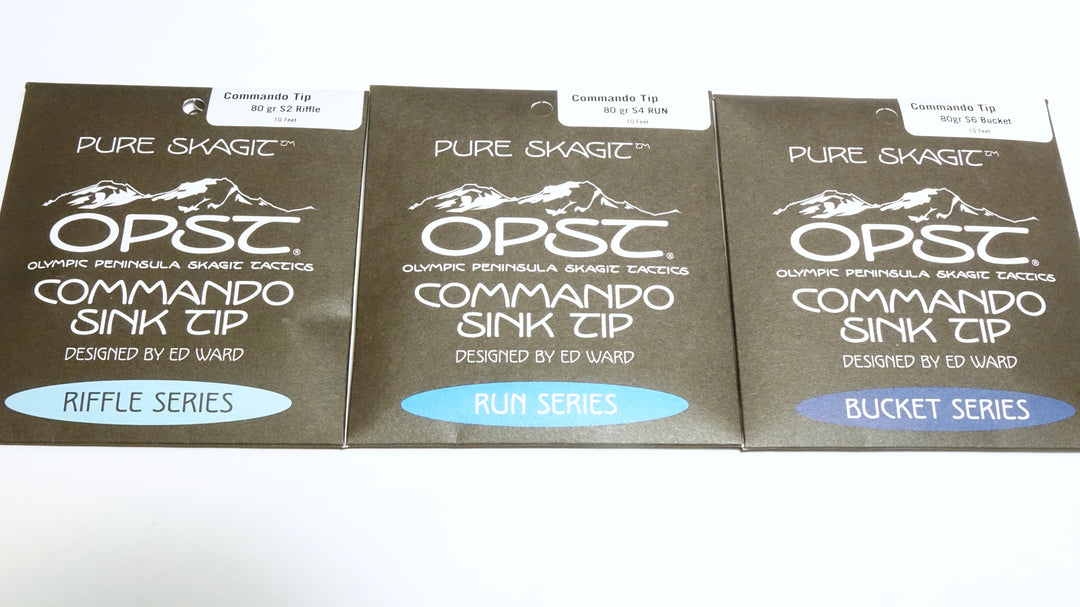 Commando Tip
80 gr S2 Riffle
10 Feet
PURE SKAGIT™
OPST®
OLYMPIC PENINSULA SKAGIT TACTICS
COMMANDO
SINK TIP
DESIGNED BY ED WARD
RIFFLE SERIES
Commando Tip
80 gr S4 RUN
10 Feet
PURE SKAGIT™
OPST®
OLYMPIC PENINSULA SKAGIT TACTICS
COMMANDO
SINK TIP
DESIGNED BY ED WARD
RUN SERIES
Commando Tip
80gr S6 Bucket
10 Feet
PURE SKAGIT™
OPST®
OLYMPIC PENINSULA SKAGIT TACTICS
COMMANDO
SINK TIP
DESIGNED BY ED WARD
BUCKET SERIES